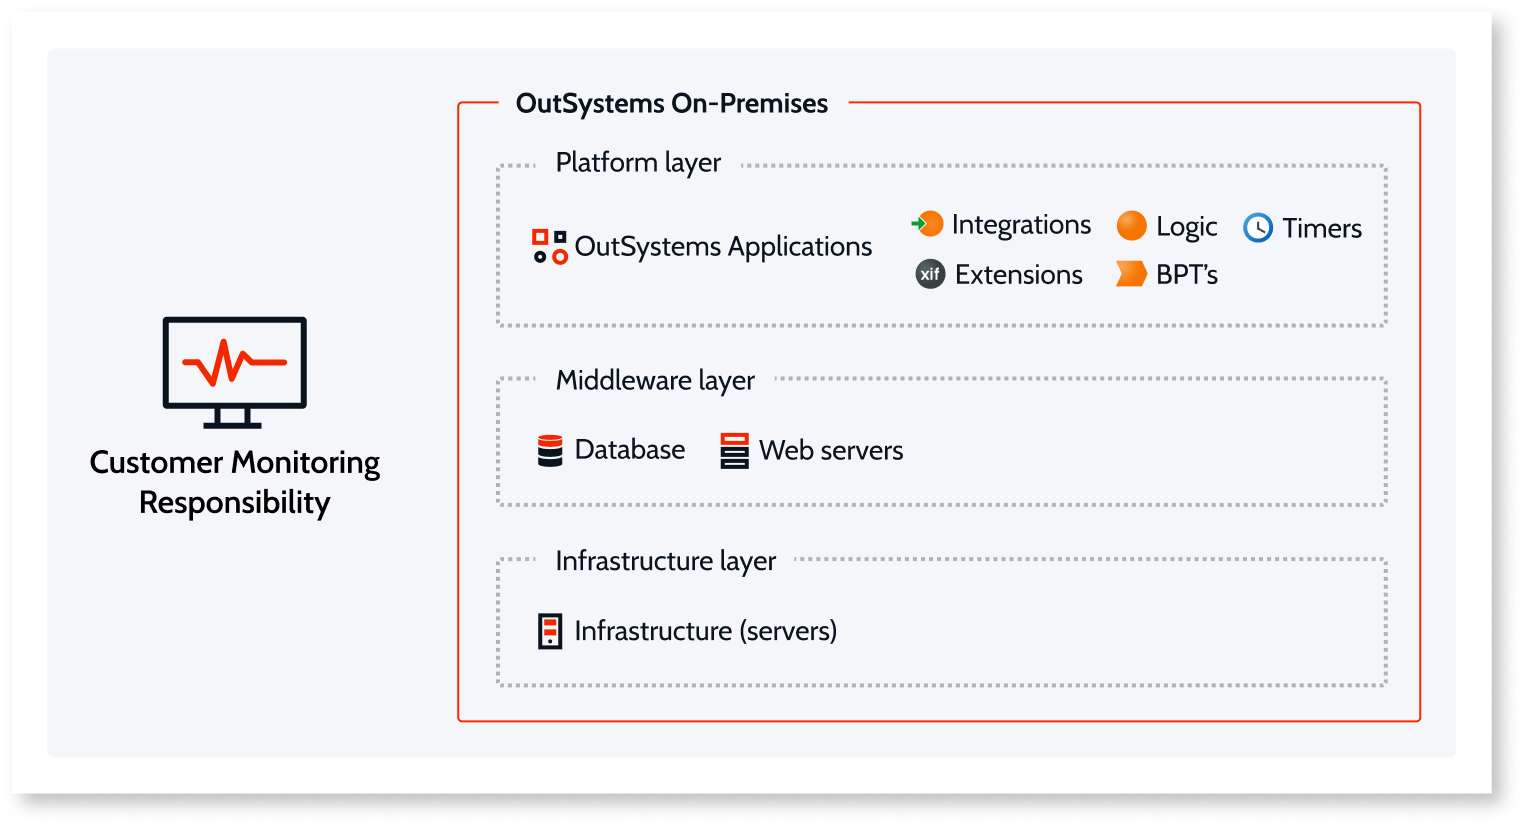 OutSystems On-Premises
Platform layer
OutSystems Applications
Integrations
Logic
Timers
xif
Extensions
BPT's
Middleware layer
Database
Web servers
Infrastructure layer
Infrastructure (servers)
Customer Monitoring
Responsibility